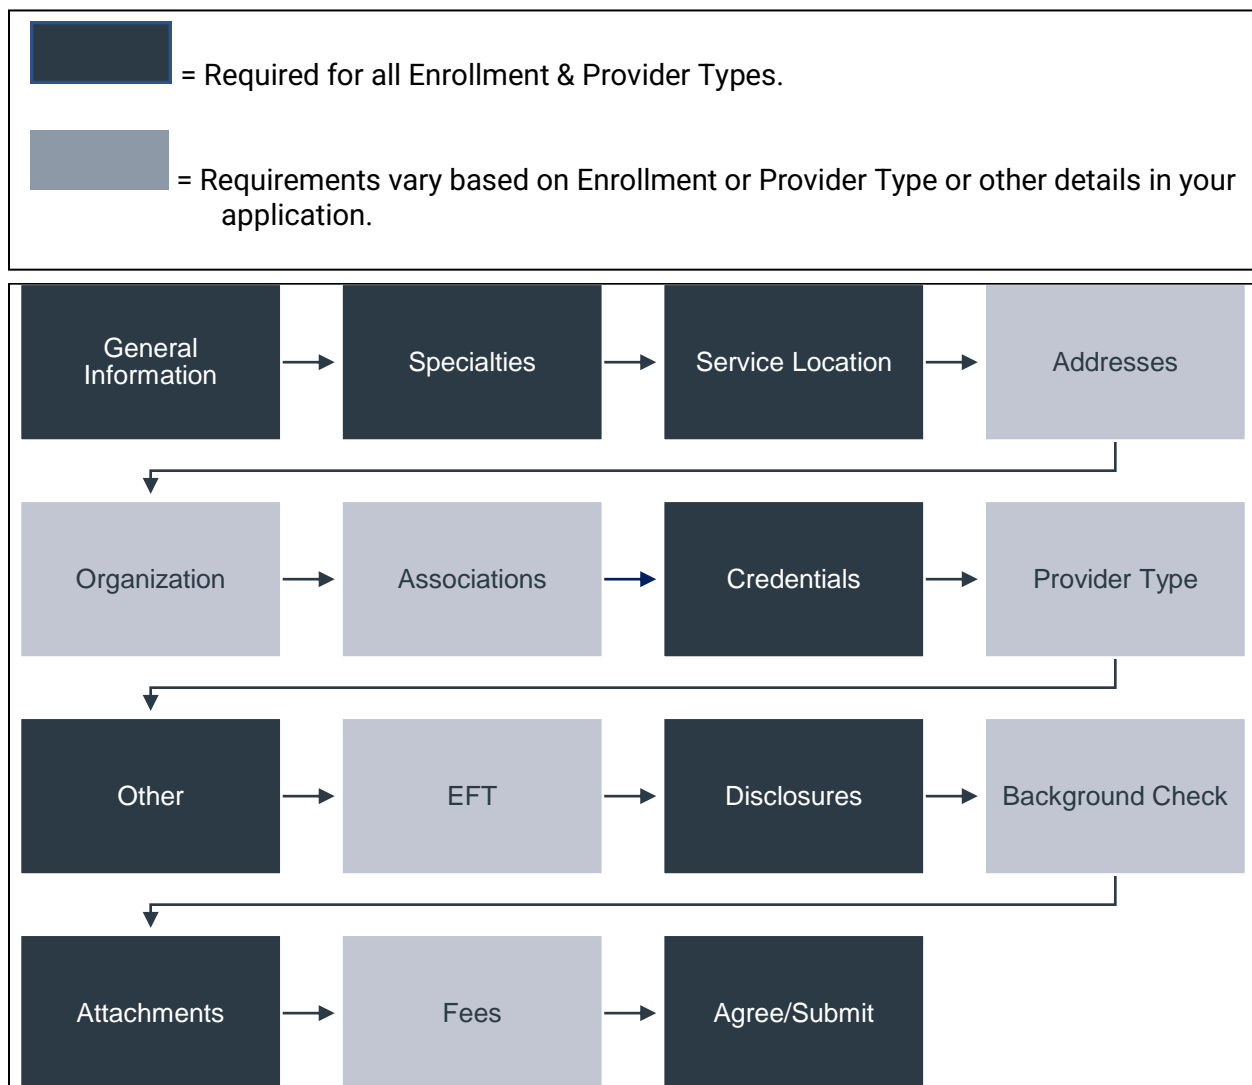 = Required for all Enrollment & Provider Types.
= Requirements vary based on Enrollment or Provider Type or other details in your
application.
General
Information
Specialties
Service Location
Addresses
Organization
Associations
Credentials
Provider Type
Other
EFT
Disclosures
Background Check
Attachments
Fees
Agree/Submit